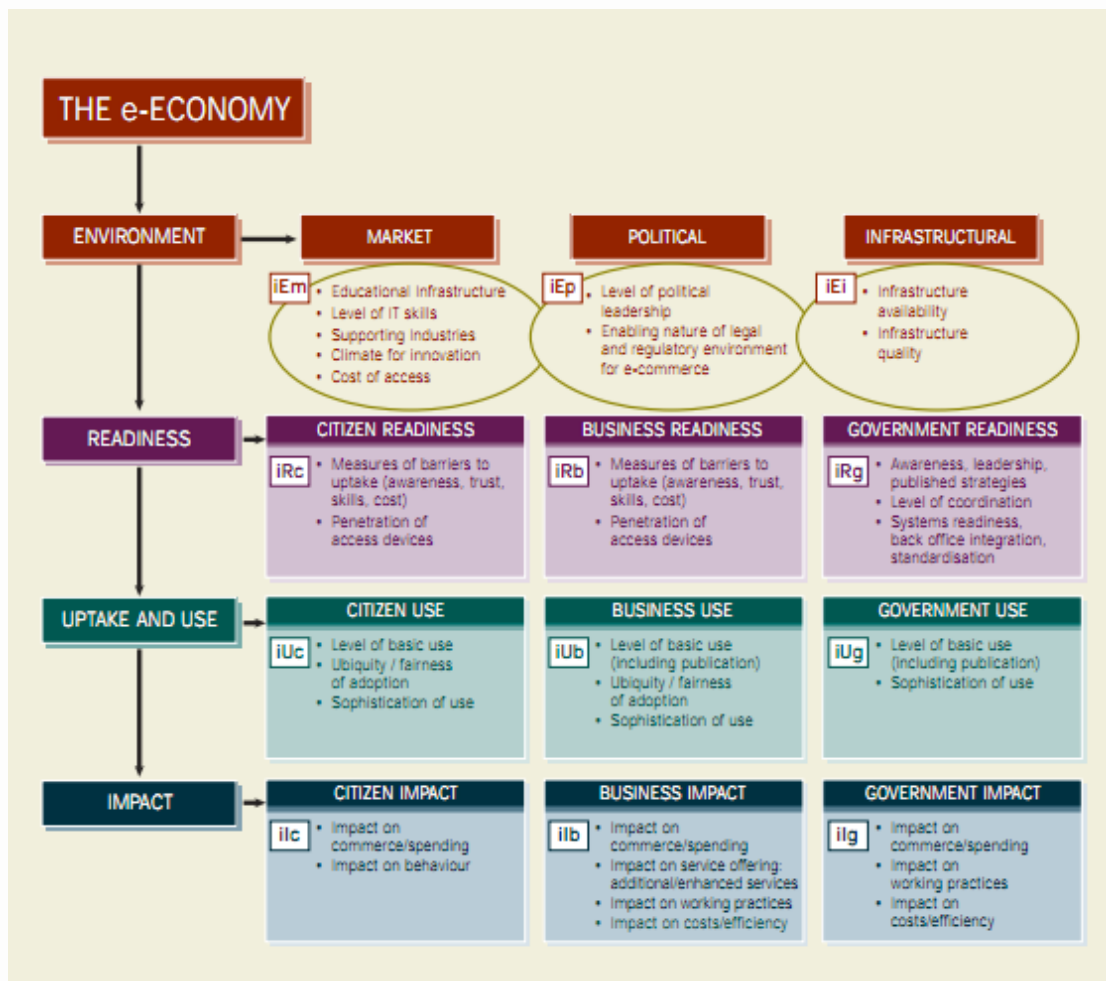 THE e-ECONOMY
ENVIRONMENT
MARKET
POLITICAL
INFRASTRUCTURAL
iEm
• Educational Infrastructure
• Level of IT skills
• Supporting Industries
• Climate for innovation
• Cost of access
iEp
• Level of political
leadership
• Enabling nature of legal
and regulatory environment
for e-commerce
iEi
• Infrastructure
availability
• Infrastructure
quality
READINESS
CITIZEN READINESS
iRc
• Measures of barriers to
uptake (awareness, trust,
skills, cost)
• Penetration of
access devices
BUSINESS READINESS
iRb
• Measures of barriers to
uptake (awareness, trust,
skills, cost)
• Penetration of
access devices
GOVERNMENT READINESS
iRg
• Awareness, leadership,
published strategies
• Level of coordination
• Systems readiness,
back office integration,
standardisation
UPTAKE AND USE
CITIZEN USE
iUc
• Level of basic use
• Ubiquity / fairness
of adoption
• Sophistication of use
BUSINESS USE
iUb
• Level of basic use
(including publication)
• Ubiquity / fairness
of adoption
• Sophistication of use
GOVERNMENT USE
iUg
• Level of basic use
(including publication)
• Sophistication of use
IMPACT
CITIZEN IMPACT
iIc
• Impact on
commerce/spending
• Impact on behaviour
BUSINESS IMPACT
iIb
• Impact on
commerce/spending
• Impact on service offering:
additional/enhanced services
• Impact on working practices
• Impact on costs/efficiency
GOVERNMENT IMPACT
iIg
• Impact on
commerce/spending
• Impact on
working practices
• Impact on
costs/efficiency